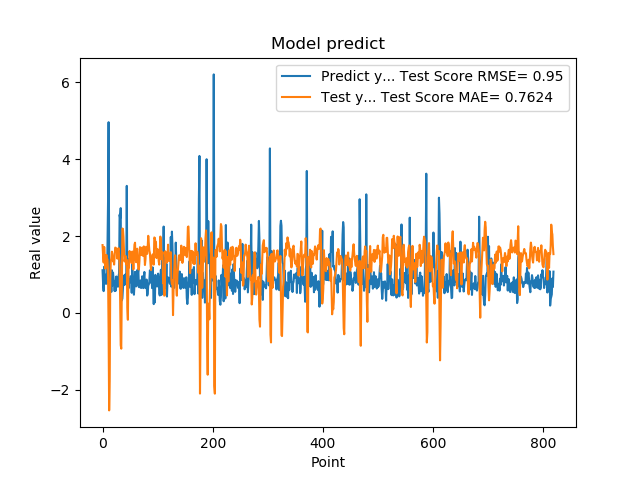 Model predict
Predict y... Test Score RMSE= 0.95
Test y... Test Score MAE= 0.7624
Real value
6
4
2
0
−2
0 200 400 600 800
Point